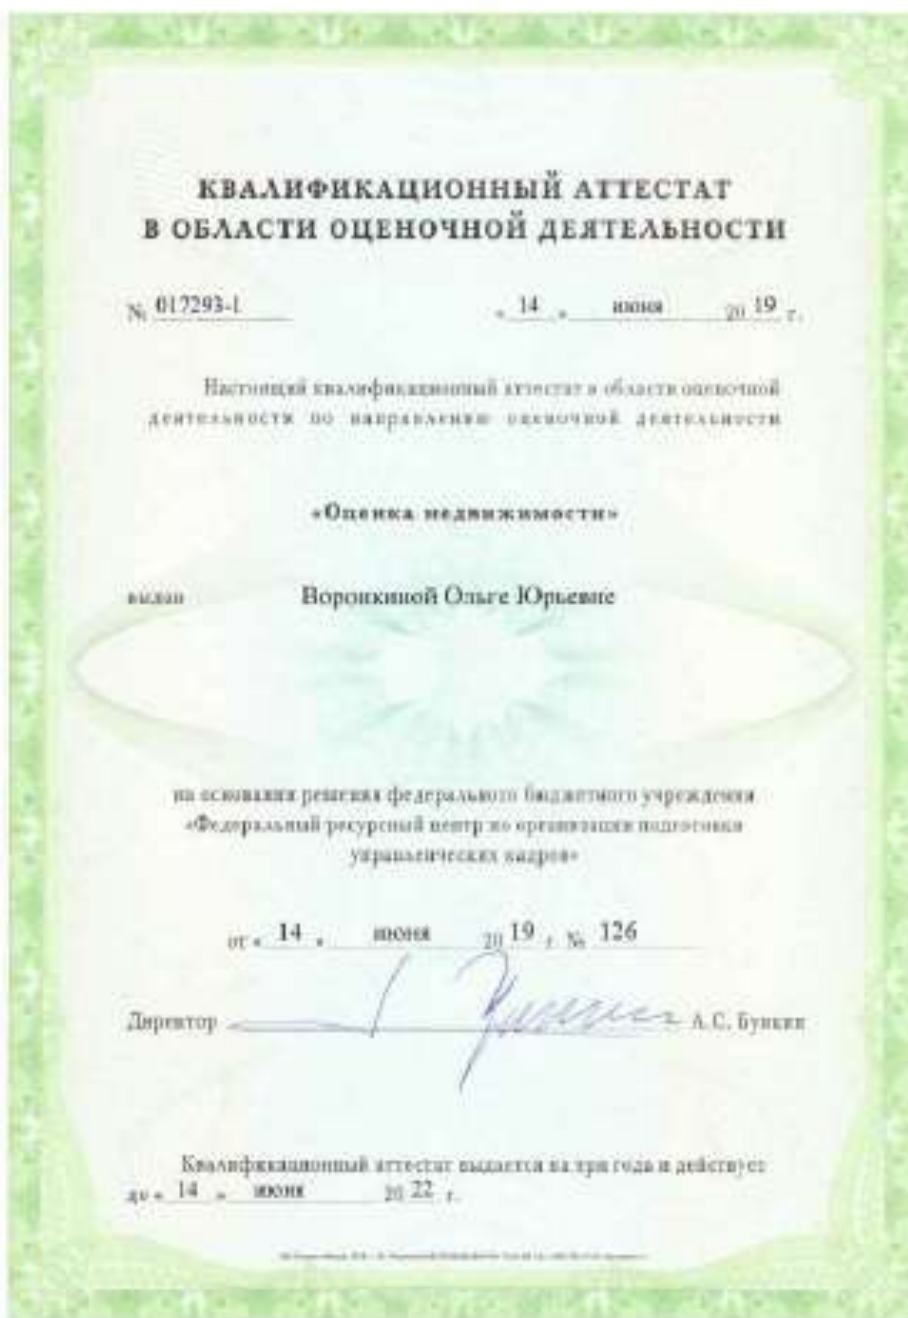 КВАЛИФИКАЦИОННЫЙ АТТЕСТАТ
В ОБЛАСТИ ОЦЕНОЧНОЙ ДЕЯТЕЛЬНОСТИ
№ 017293-1 « 14 » июня 20 19 г.
Настоящий квалификационный аттестат в области оценочной
деятельности по направлению оценочной деятельности
«Оценка недвижимости»
выдан Воронкиной Ольге Юрьевне
на основании решения федерального бюджетного учреждения
«Федеральный ресурсный центр по организации подготовки
управленческих кадров»
от « 14 » июня 20 19 г. № 126
Директор А.С. Бункин
Квалификационный аттестат выдается на три года и действует
до « 14 » июня 20 22 г.